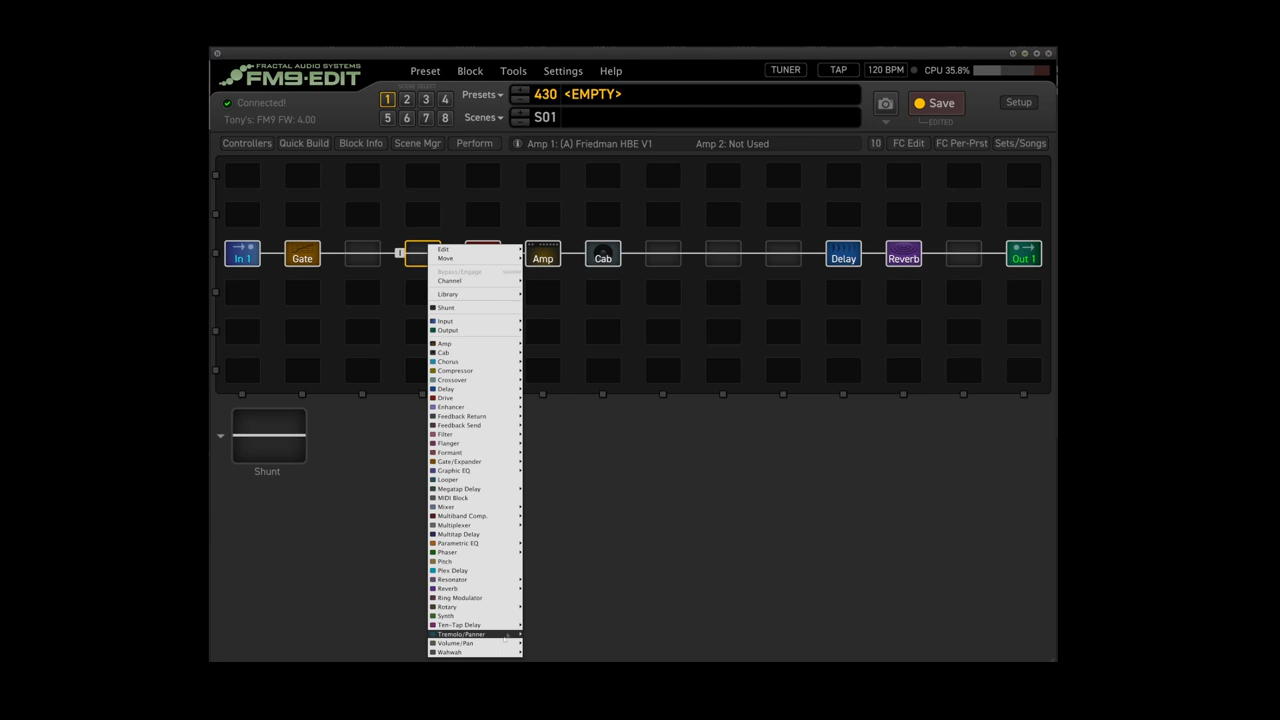 FRACTAL AUDIO SYSTEMS
FM9-EDIT
Preset Block Tools Settings Help
TUNER TAP 120 BPM CPU 35.8%
Connected!
Tony's: FM9 FW: 4.00
SCENE SELECT
1 2 3 4
5 6 7 8
Presets 430 <EMPTY>
Scenes S01
Save
EDITED
Setup
Controllers Quick Build Block Info Scene Mgr Perform Amp 1: (A) Friedman HBE V1 Amp 2: Not Used 10 FC Edit FC Per-Prst Sets/Songs
In 1 Gate Amp Cab Delay Reverb Out 1
Shunt
Edit
Move
Bypass/Engage
Channel
Library
Shunt
Input
Output
Amp
Cab
Chorus
Compressor
Crossover
Delay
Drive
Enhancer
Feedback Return
Feedback Send
Filter
Flanger
Formant
Gate/Expander
Graphic EQ
Looper
Megatap Delay
MIDI Block
Mixer
Multiband Comp.
Multiplexer
Multitap Delay
Parametric EQ
Phaser
Pitch
Plex Delay
Resonator
Reverb
Ring Modulator
Rotary
Synth
Ten-Tap Delay
Tremolo/Panner
Volume/Pan
Wahwah